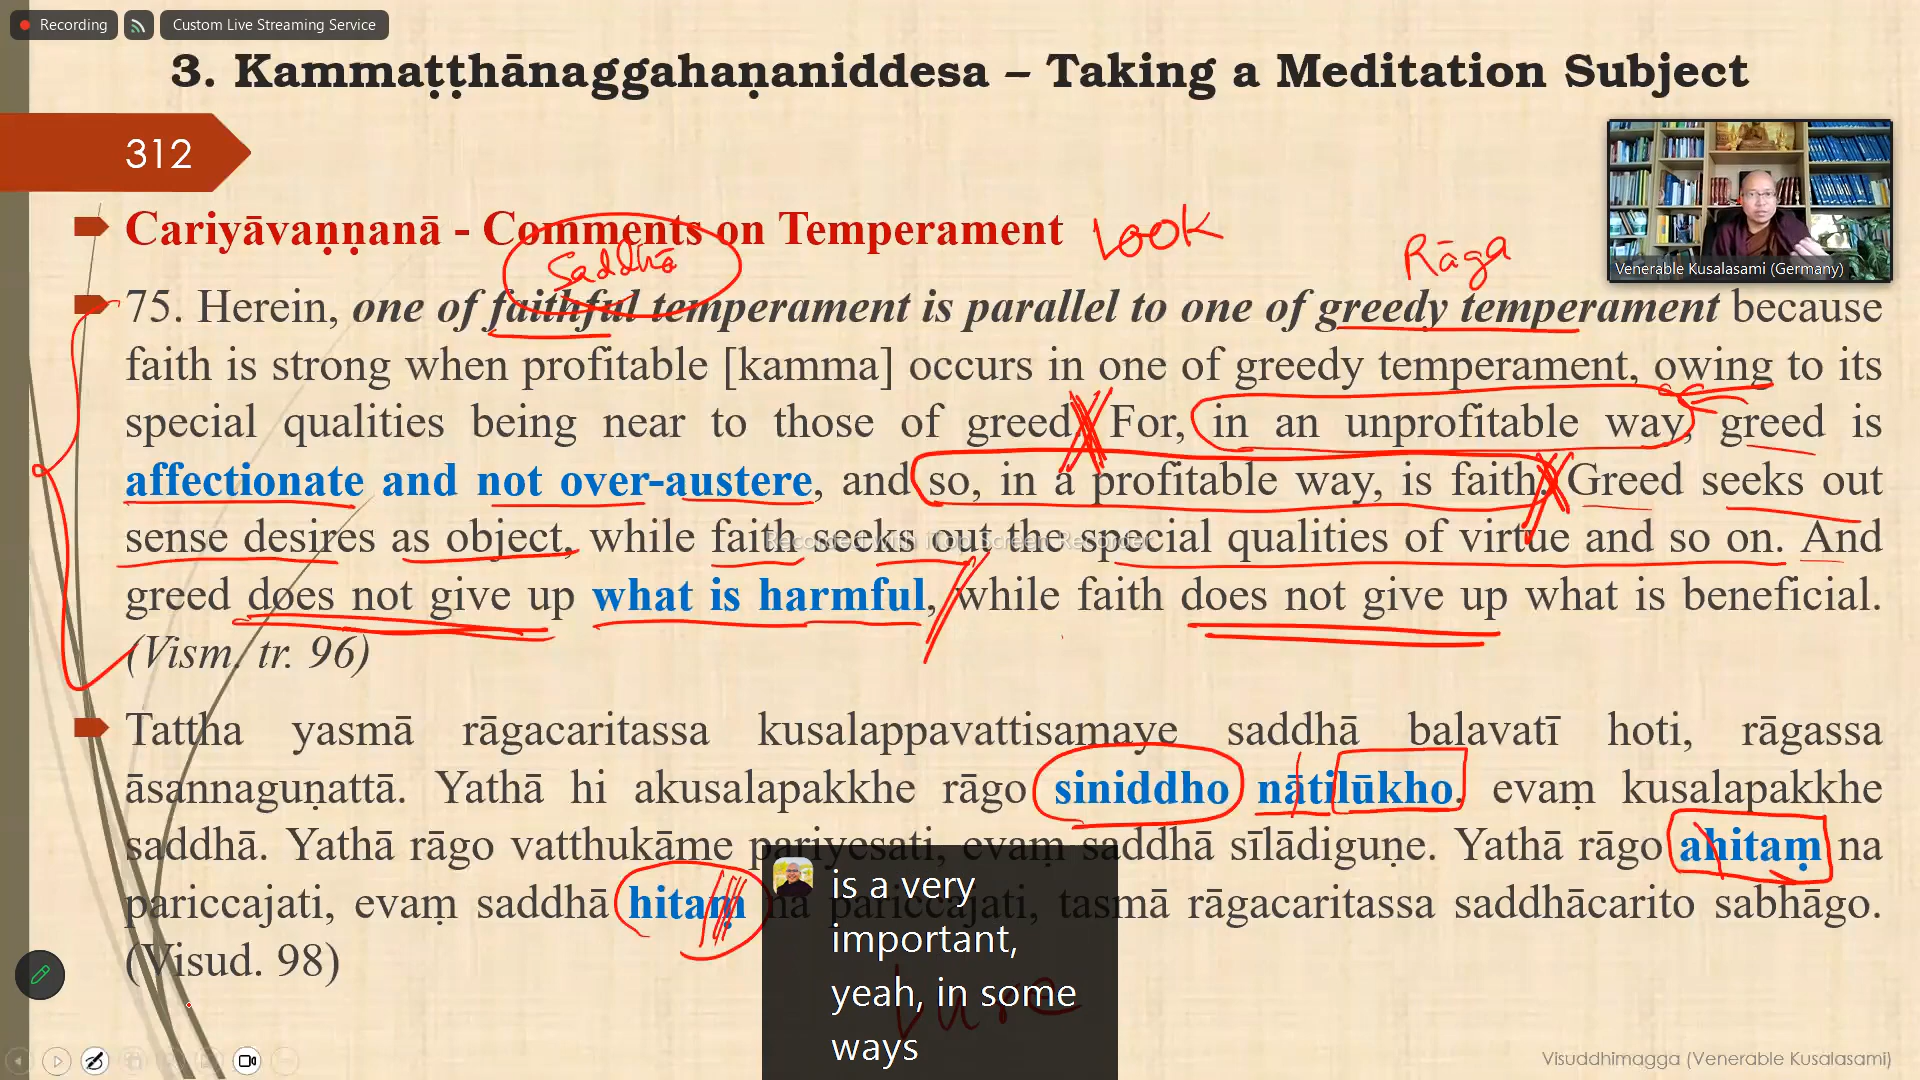 Recording
Custom Live Streaming Service
3. Kammaṭṭhānaggahaṇaniddesa – Taking a Meditation Subject
312
Venerable Kusalasami (Germany)
Cariyāvaṇṇanā - Comments on Temperament
Look
Saddhā
Rāga
75. Herein, one of faithful temperament is parallel to one of greedy temperament because
faith is strong when profitable [kamma] occurs in one of greedy temperament, owing to its
special qualities being near to those of greed. For, in an unprofitable way, greed is
affectionate and not over-austere, and so, in a profitable way, is faith. Greed seeks out
sense desires as object, while faith seeks out the special qualities of virtue and so on. And
Recorded with iTop Screen Recorder
greed does not give up what is harmful, while faith does not give up what is beneficial.
(Vism. tr. 96)
Tattha yasmā rāgacaritassa kusalappavattisamaye saddhā balavatī hoti, rāgassa
āsannaguṇattā. Yathā hi akusalapakkhe rāgo siniddho nātilūkho, evaṃ kusalapakkhe
saddhā. Yathā rāgo vatthukāme pariyesati, evaṃ saddhā sīlādiguṇe. Yathā rāgo ahitaṃ na
pariccajati, evaṃ saddhā hitaṃ na pariccajati, tasmā rāgacaritassa saddhācarito sabhāgo.
(Visud. 98)
is a very
important,
yeah, in some
ways
Visuddhimagga (Venerable Kusalasami)